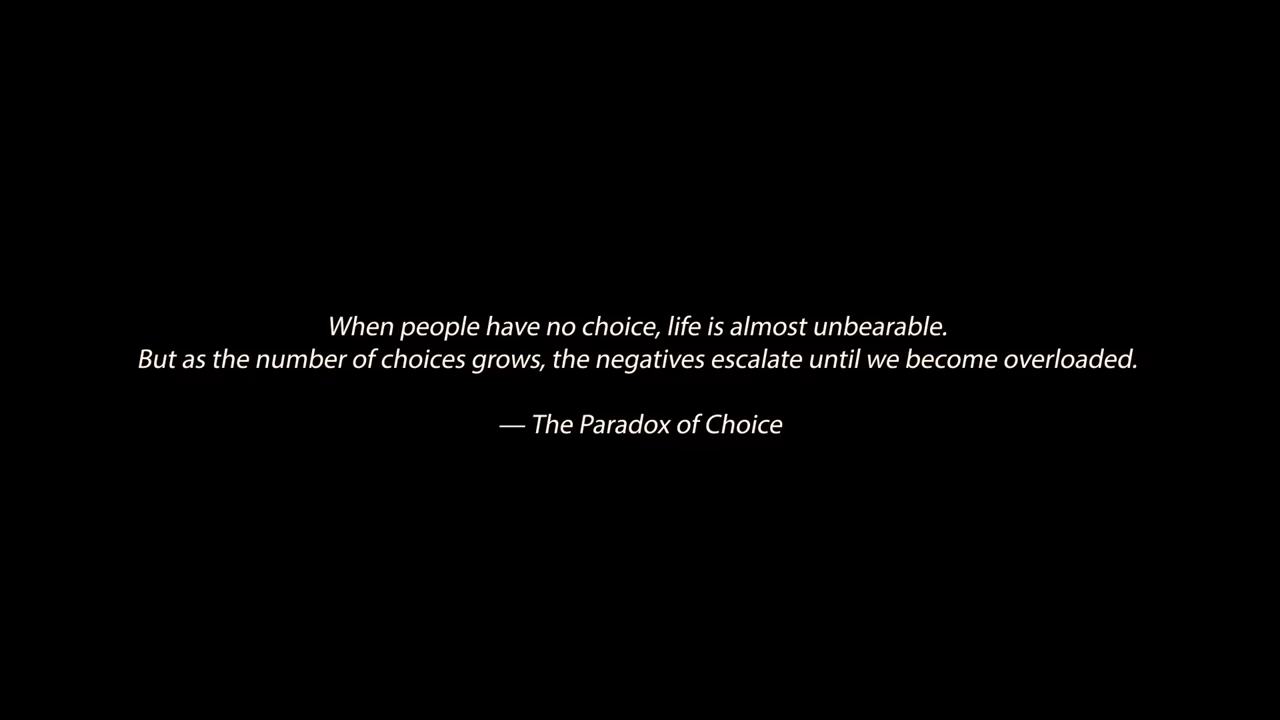 When people have no choice, life is almost unbearable.
But as the number of choices grows, the negatives escalate until we become overloaded.
— The Paradox of Choice